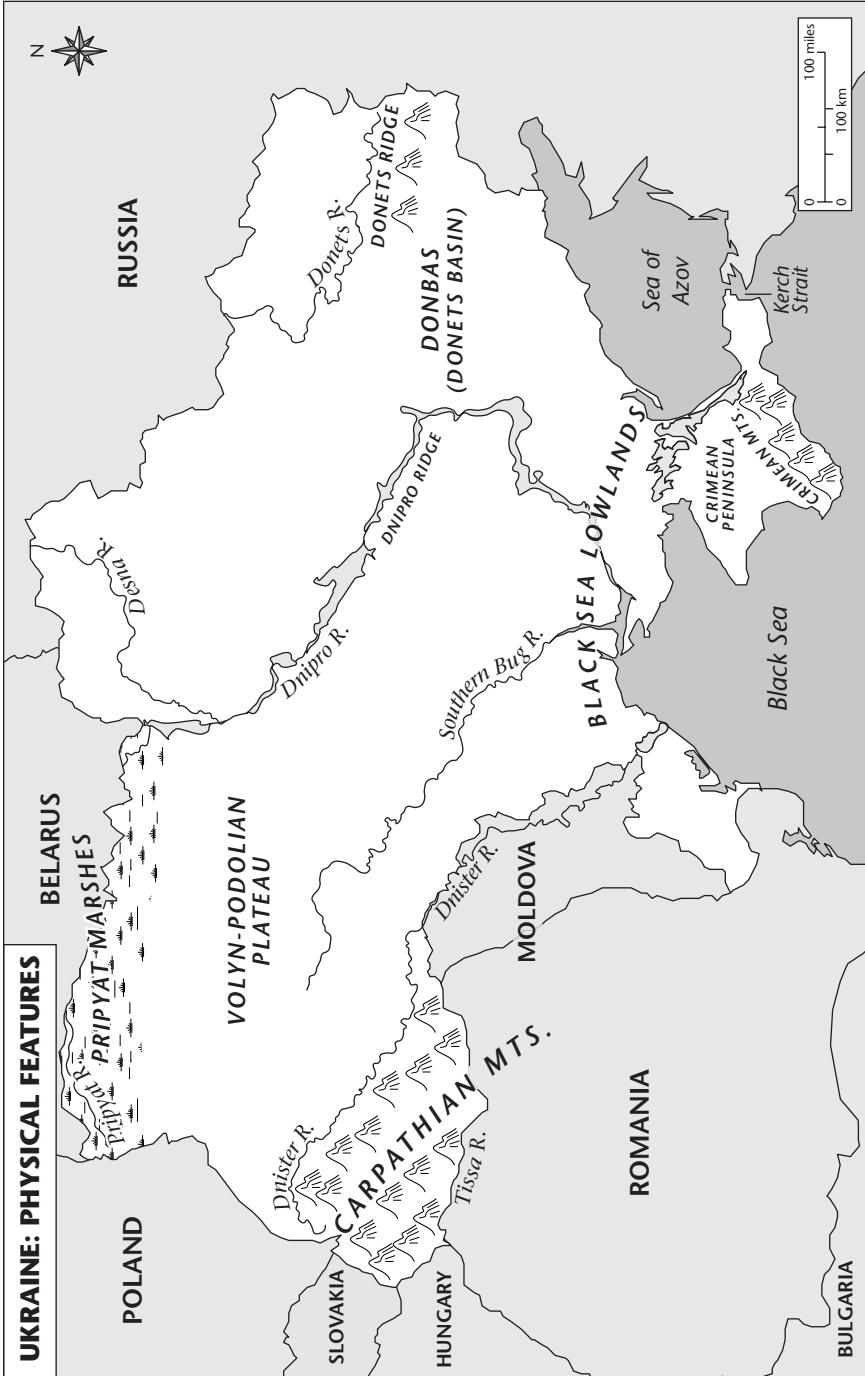 UKRAINE: PHYSICAL FEATURES
N
POLAND
BELARUS
RUSSIA
Pripyat R.
PRIPYAT MARSHES
Desna R.
VOLYN-PODOLIAN
PLATEAU
Dnipro R.
DNIPRO RIDGE
Donets R.
DONETS RIDGE
DONBAS
(DONETS BASIN)
SLOVAKIA
HUNGARY
Dnister R.
CARPATHIAN MTS.
Tissa R.
Dnister R.
MOLDOVA
Southern Bug R.
BLACK SEA LOWLANDS
Sea of
Azov
Kerch
Strait
CRIMEAN
PENINSULA
CRIMEAN MTS.
Black Sea
ROMANIA
BULGARIA
0 100 miles
0 100 km